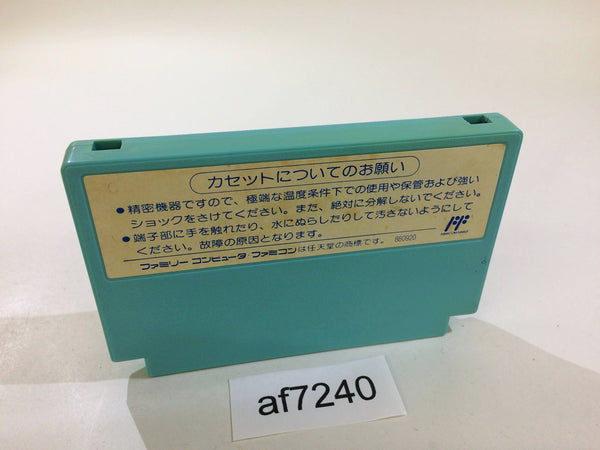 カセットについてのお願い
●精密機器ですので、極端な温度条件下での使用や保管および強い
ショックをさけてください。また、絶対に分解しないでください。
●端子部に手を触れたり、水にぬらしたりして汚さないようにして
ください。故障の原因となります。
ファミリーコンピュータ・ファミコンは任天堂の商標です。 880920
af7240